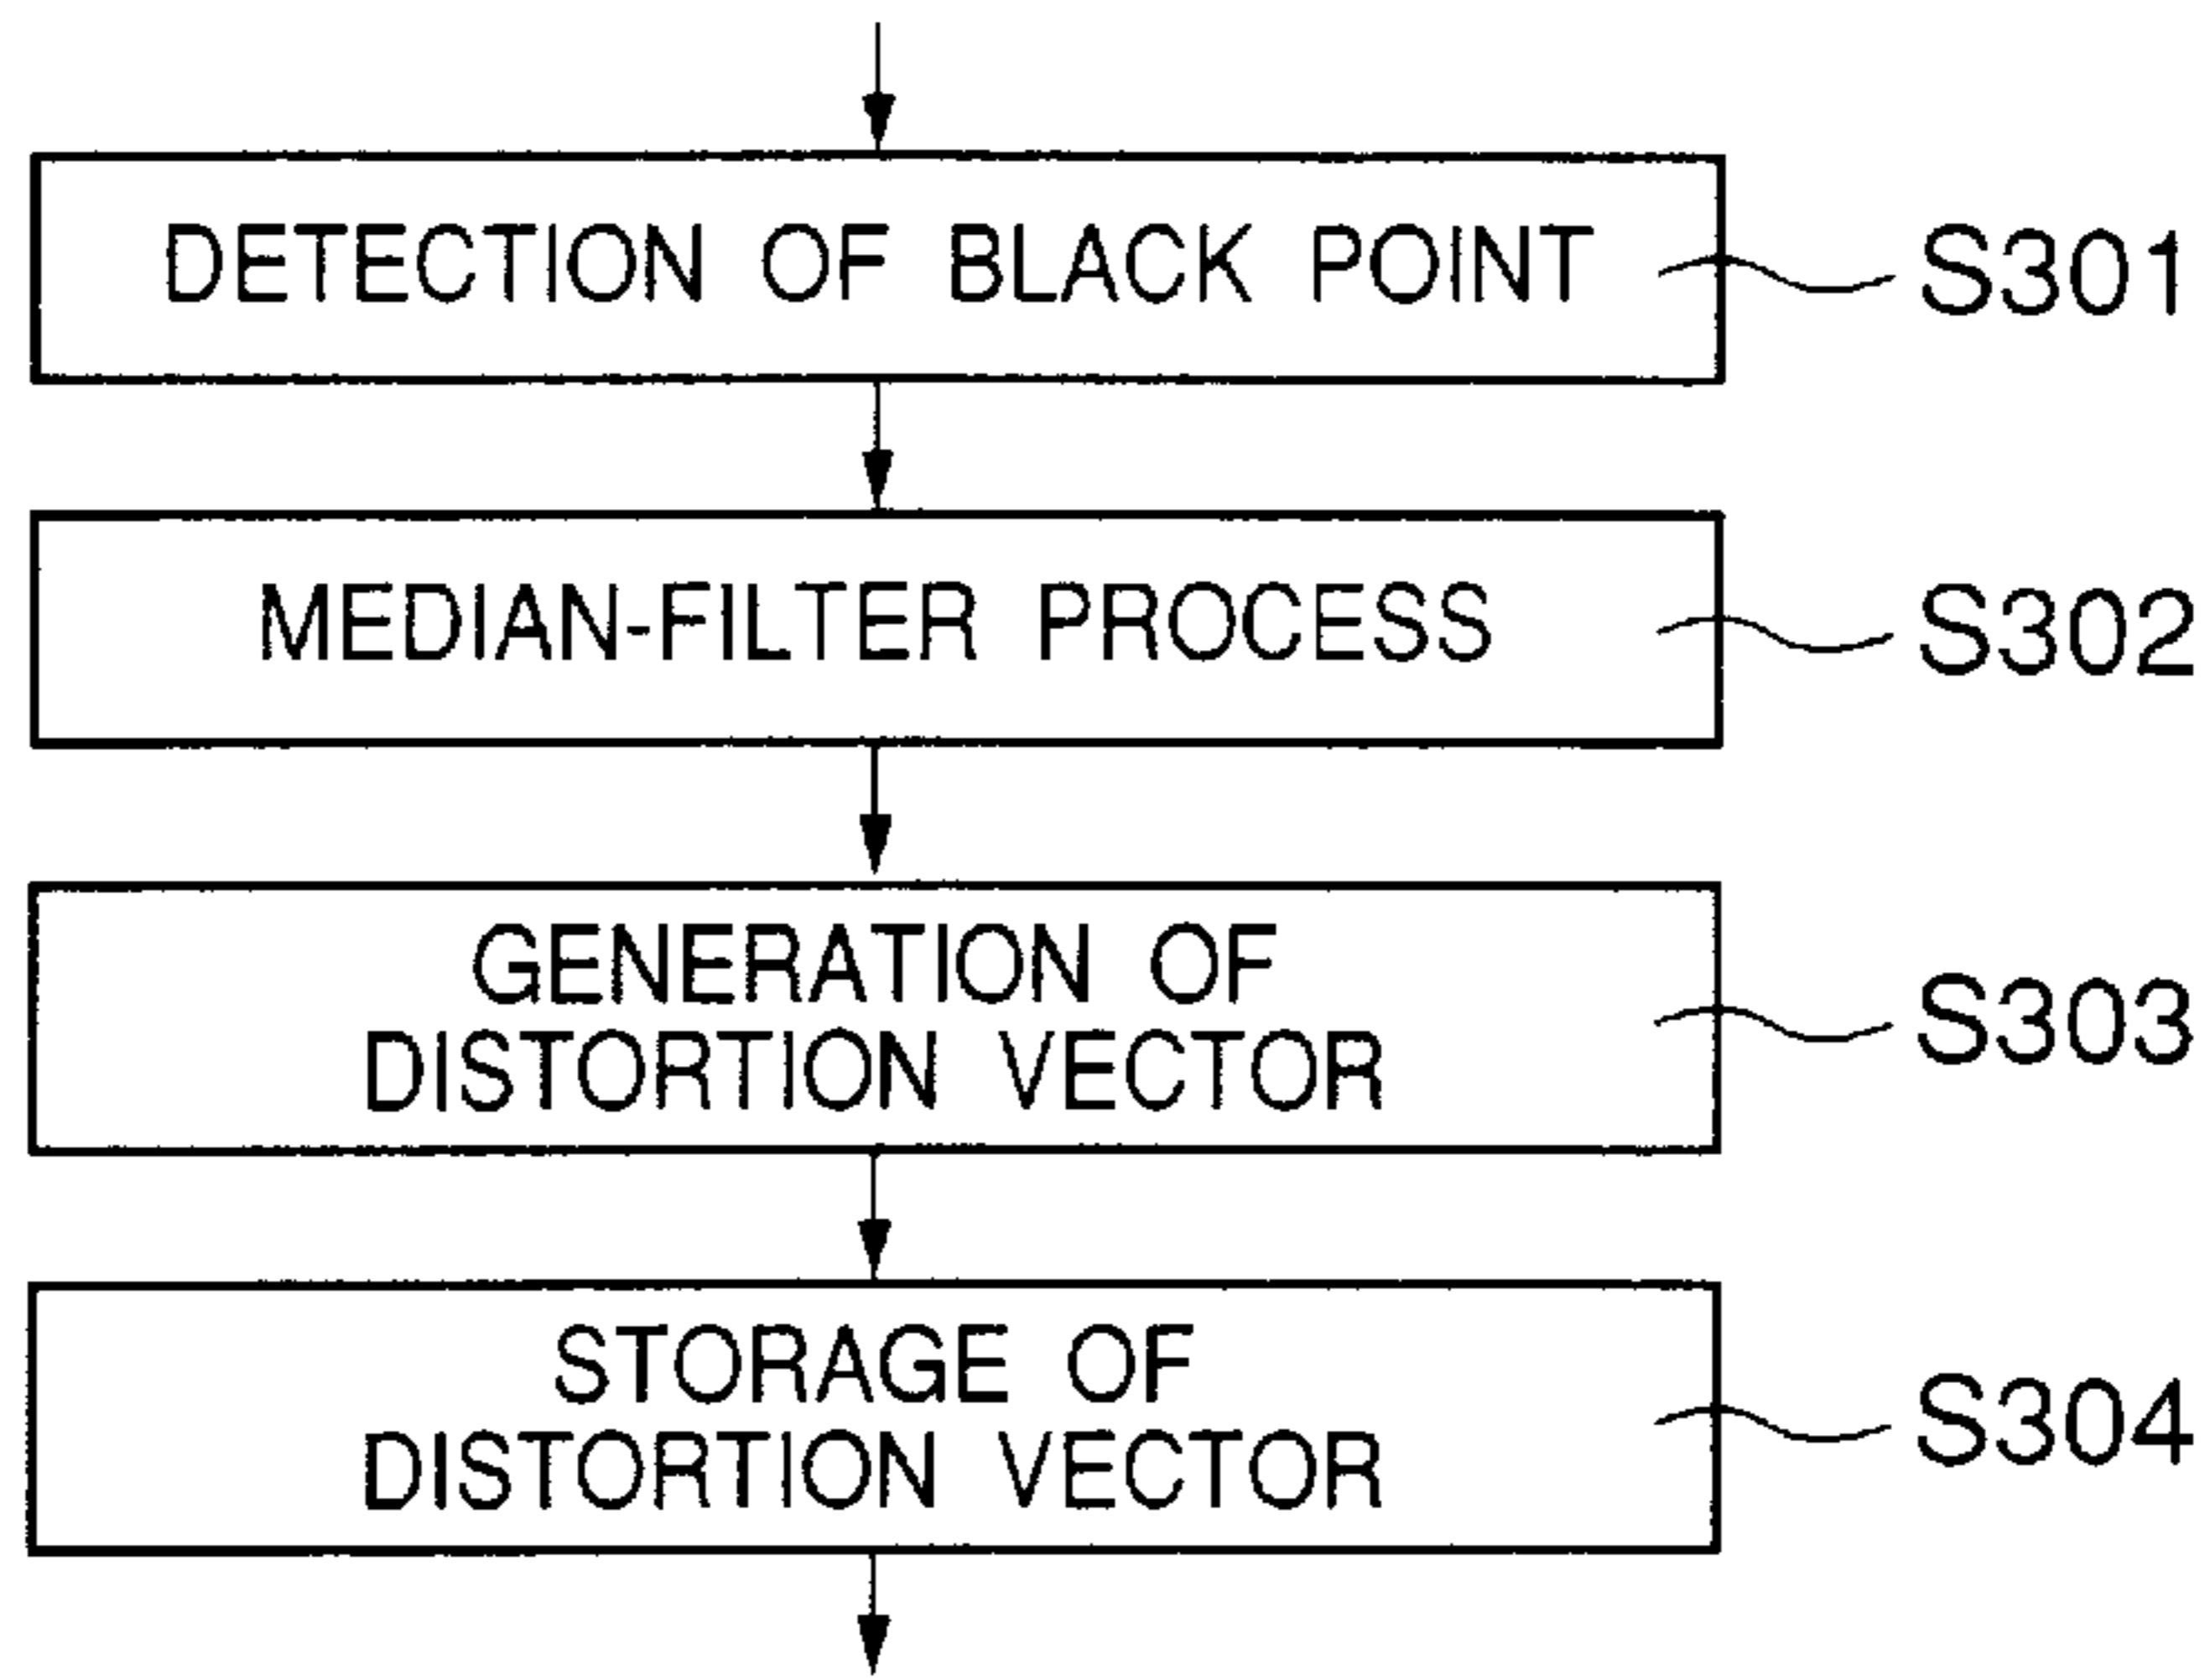 DETECTION OF BLACK POINT
S301
MEDIAN-FILTER PROCESS
S302
GENERATION OF
DISTORTION VECTOR
S303
STORAGE OF
DISTORTION VECTOR
S304